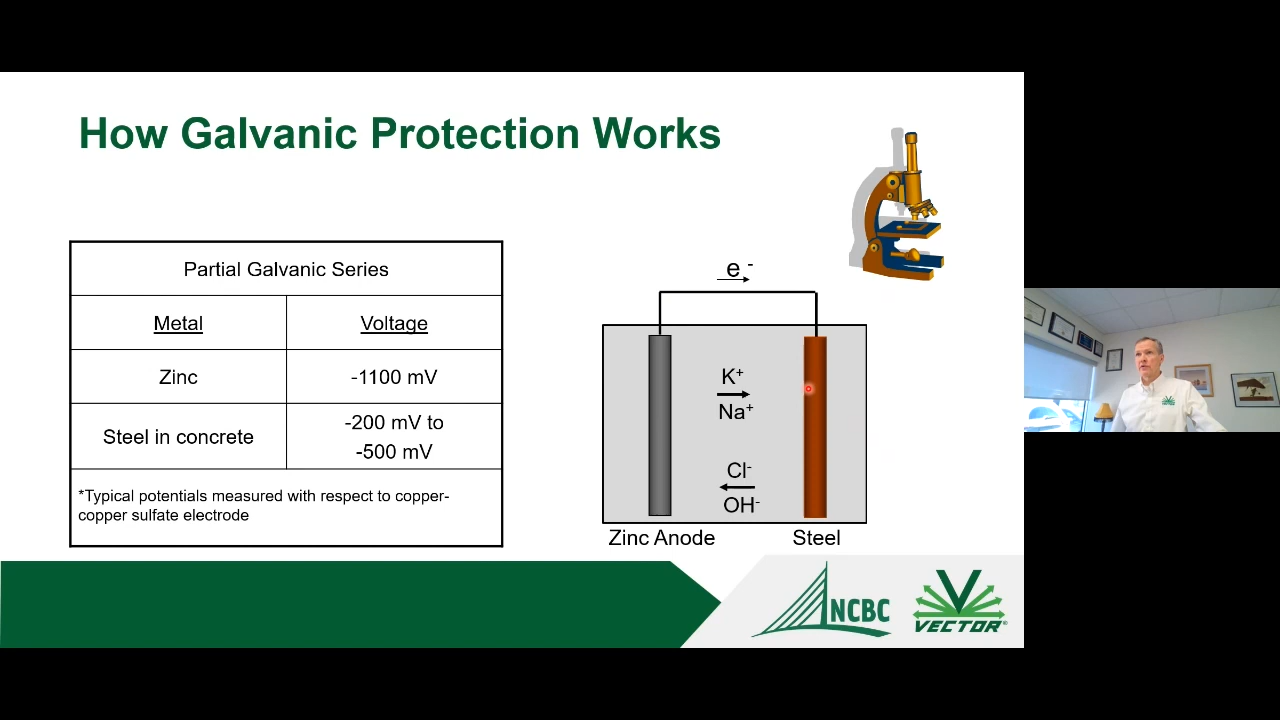 How Galvanic Protection Works
Partial Galvanic Series
Metal
Voltage
Zinc
-1100 mV
Steel in concrete
-200 mV to
-500 mV
*Typical potentials measured with respect to copper-
copper sulfate electrode
e-
K+
Na+
Cl-
OH-
Zinc Anode
Steel
NCBC
VECTOR®
VECTOR